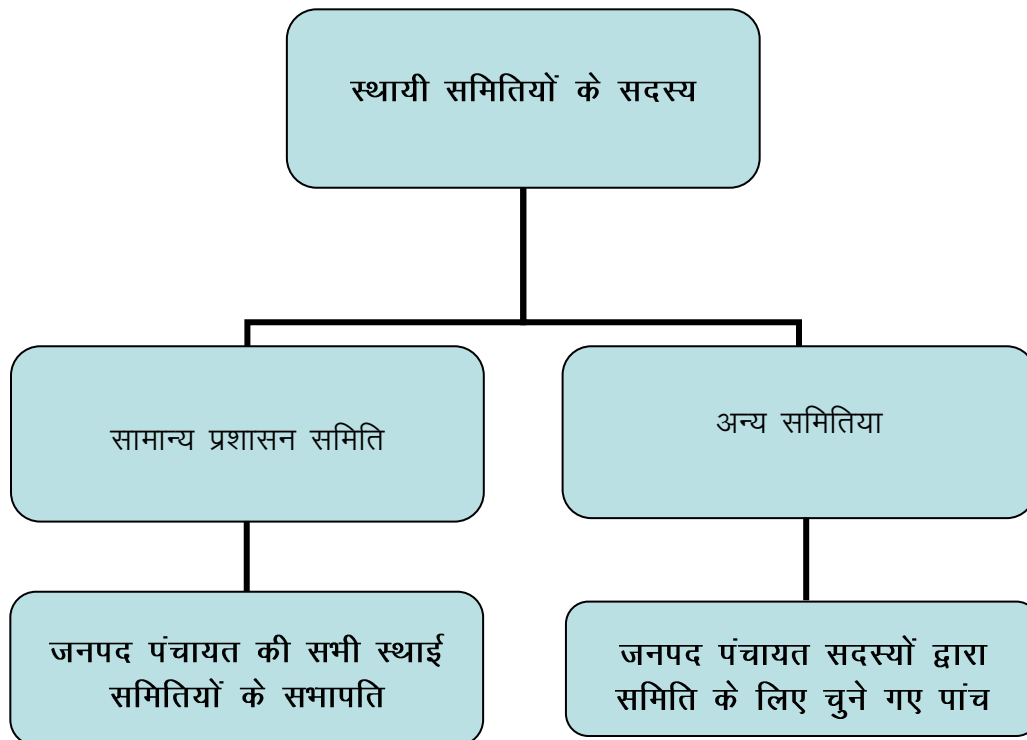 स्थायी समितियों के सदस्य
सामान्य प्रशासन समिति
अन्य समितिया
जनपद पंचायत की सभी स्थाई
समितियों के सभापति
जनपद पंचायत सदस्यों द्वारा
समिति के लिए चुने गए पांच